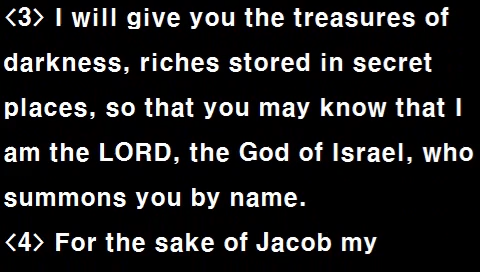 <3> I will give you the treasures of
darkness, riches stored in secret
places, so that you may know that I
am the LORD, the God of Israel, who
summons you by name.
<4> For the sake of Jacob my